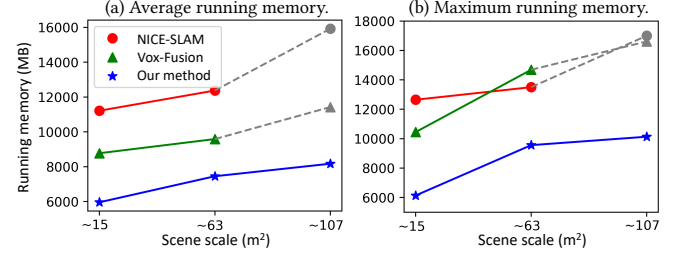 (a) Average running memory.
(b) Maximum running memory.
Running memory (MB)
16000
14000
12000
10000
8000
6000
NICE-SLAM
Vox-Fusion
Our method
~15
~63
~107
Scene scale (m²)
18000
16000
14000
12000
10000
8000
6000
~15
~63
~107
Scene scale (m²)